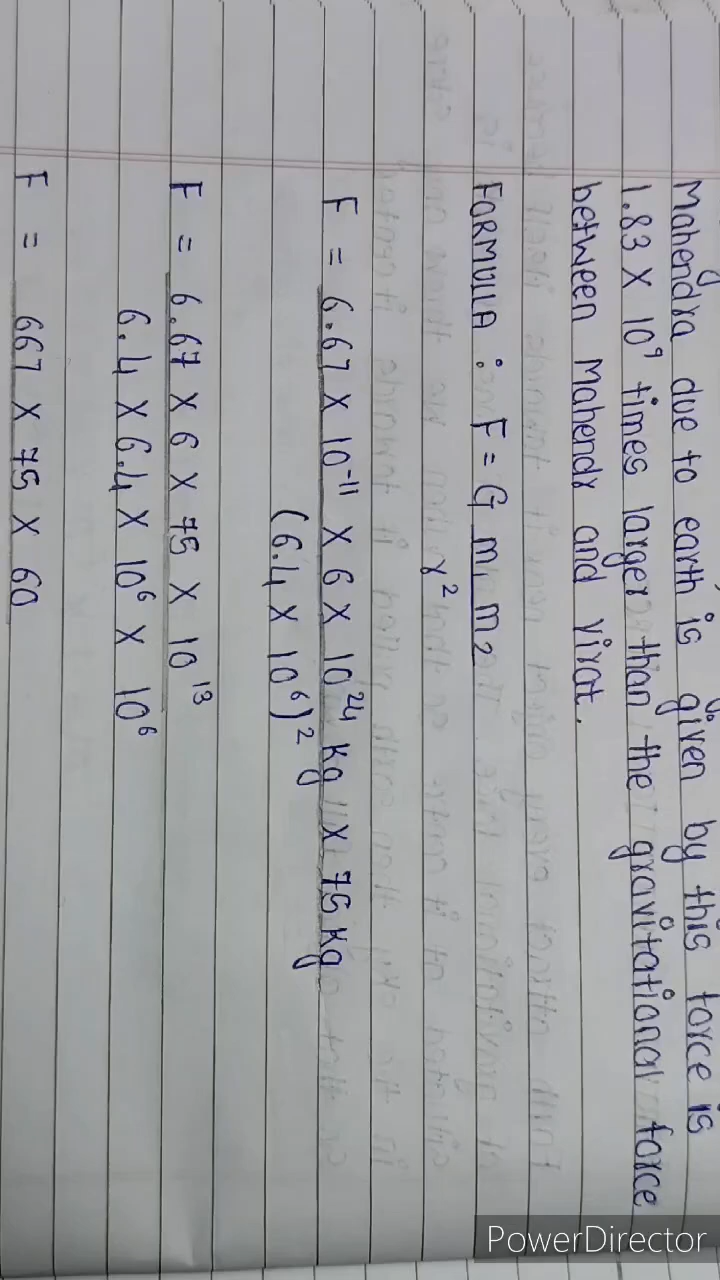 Mahendra due to earth is given by this force is
1.83 X 10⁹ times larger than the gravitational force
between Mahendr and virat.
FORMULLA : F = G m₁ m₂
r²
F = 6.67 X 10⁻¹¹ X 6 X 10²⁴ kg X 75 kg
(6.4 X 10⁶)²
F = 6.67 X 6 X 75 X 10¹³
6.4 X 6.4 X 10⁶ X 10⁶
F = 667 X 75 X 60
PowerDirector